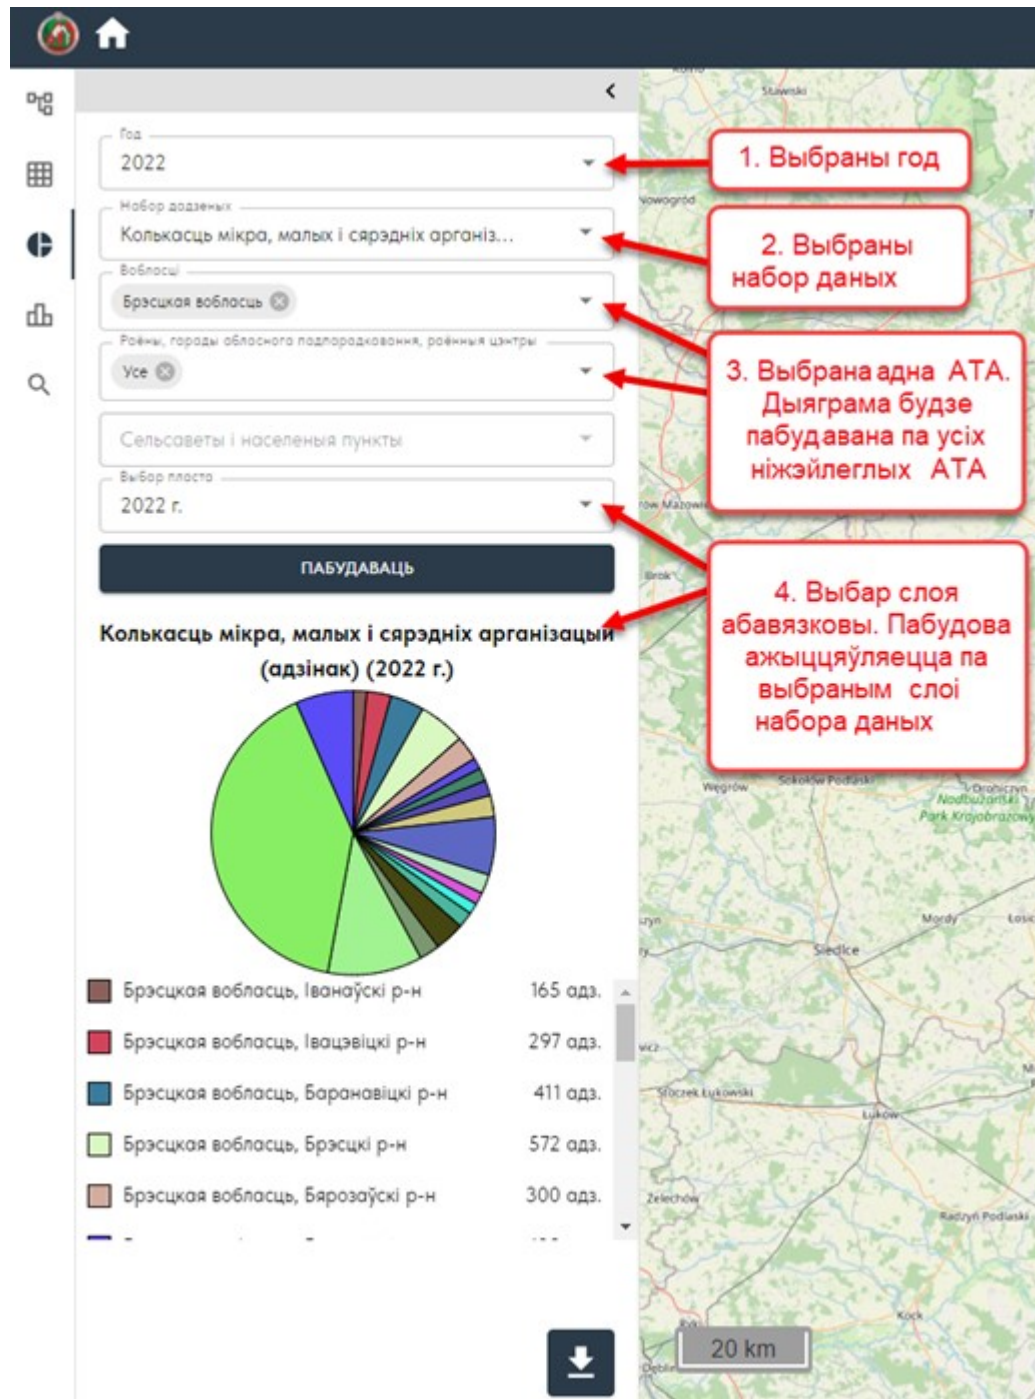 Год
2022
Набор дадзеных
Колькасць мікра, малых і сярэдніх арганіз...
Вобласці
Брэсцкая вобласць
Раёны, гарады абласнога падпарадкавання, раённыя цэнтры
Усе
Сельсаветы і населеныя пункты
Выбар пласта
2022 г.
ПАБУДАВАЦЬ
Колькасць мікра, малых і сярэдніх арганізацый
(адзінак) (2022 г.)
Брэсцкая вобласць, Іванаўскі р-н 165 адз.
Брэсцкая вобласць, Івацэвіцкі р-н 297 адз.
Брэсцкая вобласць, Баранавіцкі р-н 411 адз.
Брэсцкая вобласць, Брэсцкі р-н 572 адз.
Брэсцкая вобласць, Бярозаўскі р-н 300 адз.
1. Выбраны год
2. Выбраны
набор даных
3. Выбрана адна АТА.
Дыяграма будзе
пабудавана па усіх
ніжэйлеглых АТА
4. Выбар слоя
абавязковы. Пабудова
ажыццяўляецца па
выбраным слоі
набора даных
Stawiski
Nowogród
Brok
Węgrów
Sokołów Podlaski
Drohiczyn
Nadbużański
Park Krajobrazowy
Mordy
Siedlce
Stoczek Łukowski
Łuków
Żelechów
Radzyń Podlaski
Kock
20 km